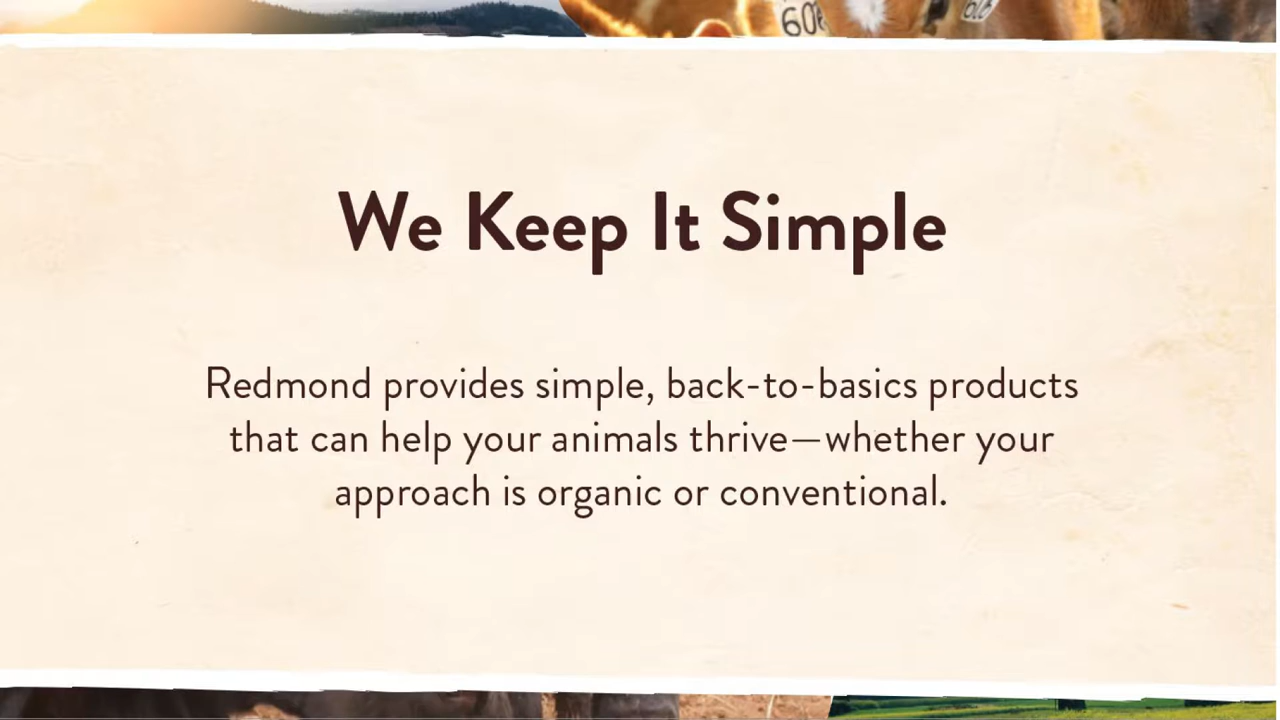 We Keep It Simple
Redmond provides simple, back-to-basics products
that can help your animals thrive—whether your
approach is organic or conventional.